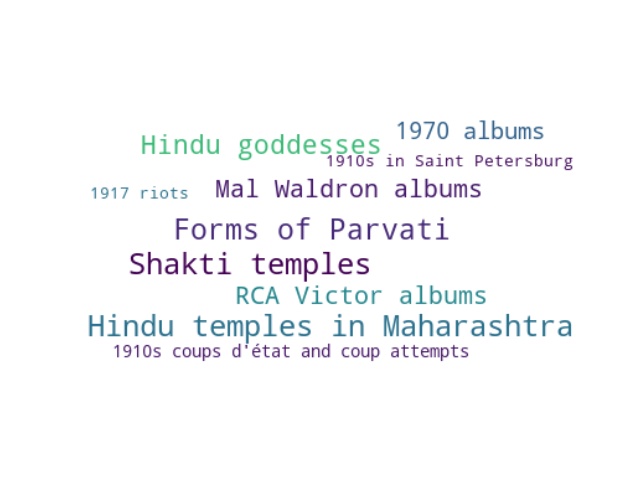 1970 albums
Hindu goddesses
1910s in Saint Petersburg
1917 riots
Mal Waldron albums
Forms of Parvati
Shakti temples
RCA Victor albums
Hindu temples in Maharashtra
1910s coups d'état and coup attempts